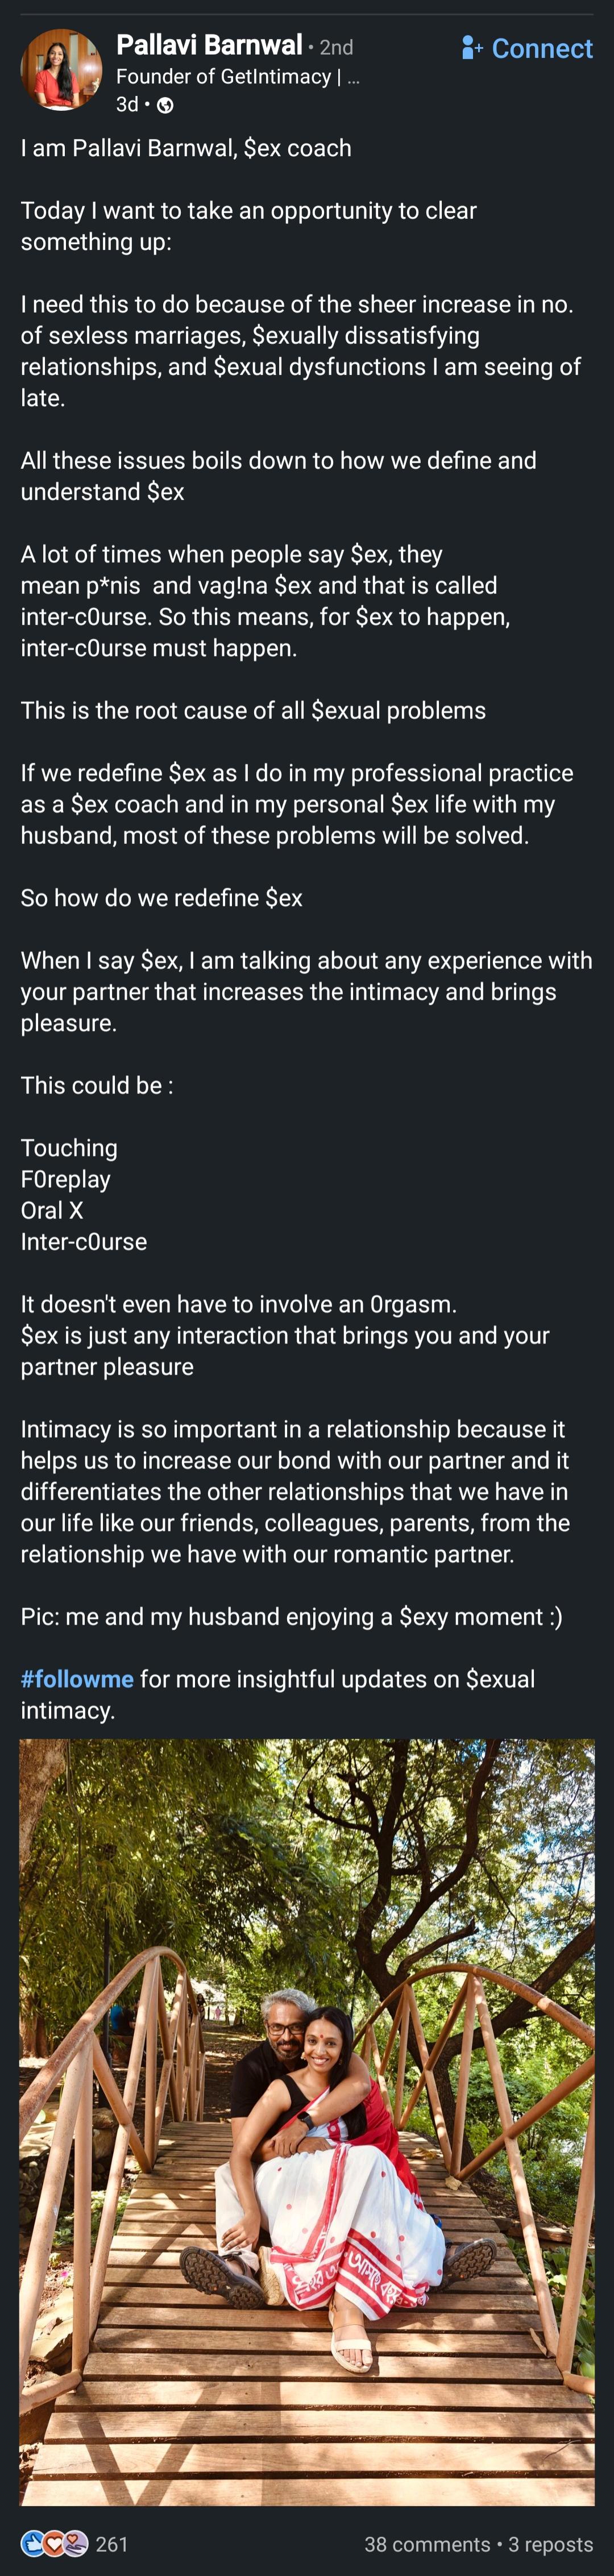 Pallavi Barnwal • 2nd
Connect
Founder of GetIntimacy | ...
3d •
I am Pallavi Barnwal, $ex coach
Today I want to take an opportunity to clear
something up:
I need this to do because of the sheer increase in no.
of sexless marriages, $exually dissatisfying
relationships, and $exual dysfunctions I am seeing of
late.
All these issues boils down to how we define and
understand $ex
A lot of times when people say $ex, they
mean p*nis  and vag!na $ex and that is called
inter-c0urse. So this means, for $ex to happen,
inter-c0urse must happen.
This is the root cause of all $exual problems
If we redefine $ex as I do in my professional practice
as a $ex coach and in my personal $ex life with my
husband, most of these problems will be solved.
So how do we redefine $ex
When I say $ex, I am talking about any experience with
your partner that increases the intimacy and brings
pleasure.
This could be :
Touching
F0replay
Oral X
Inter-c0urse
It doesn't even have to involve an 0rgasm.
$ex is just any interaction that brings you and your
partner pleasure
Intimacy is so important in a relationship because it
helps us to increase our bond with our partner and it
differentiates the other relationships that we have in
our life like our friends, colleagues, parents, from the
relationship we have with our romantic partner.
Pic: me and my husband enjoying a $exy moment :)
#followme for more insightful updates on $exual
intimacy.
261
38 comments • 3 reposts